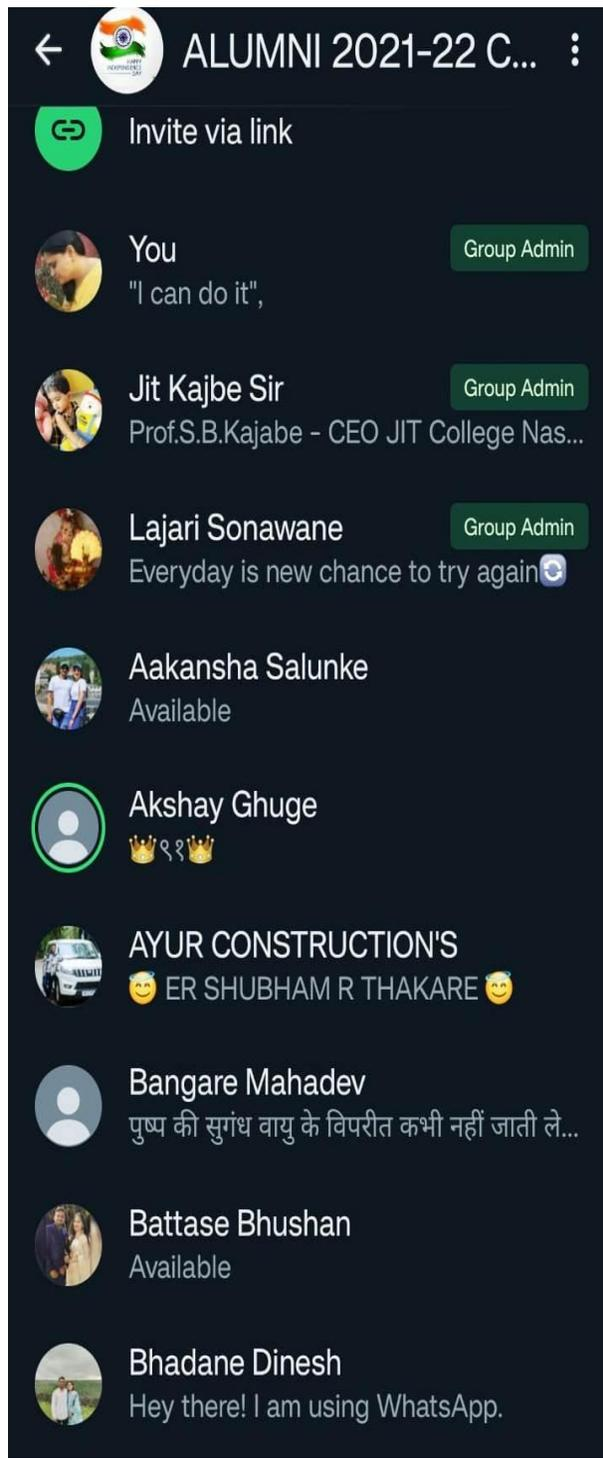 ALUMNI 2021-22 C...
HAPPY
INDEPENDENCE
DAY
Invite via link
You
Group Admin
"I can do it",
Jit Kajbe Sir
Group Admin
Prof.S.B.Kajabe - CEO JIT College Nas...
Lajari Sonawane
Group Admin
Everyday is new chance to try again🔄
Aakansha Salunke
Available
Akshay Ghuge
👑९१👑
AYUR CONSTRUCTION'S
😇 ER SHUBHAM R THAKARE 😇
Bangare Mahadev
पुष्प की सुगंध वायु के विपरीत कभी नहीं जाती ले...
Battase Bhushan
Available
Bhadane Dinesh
Hey there! I am using WhatsApp.